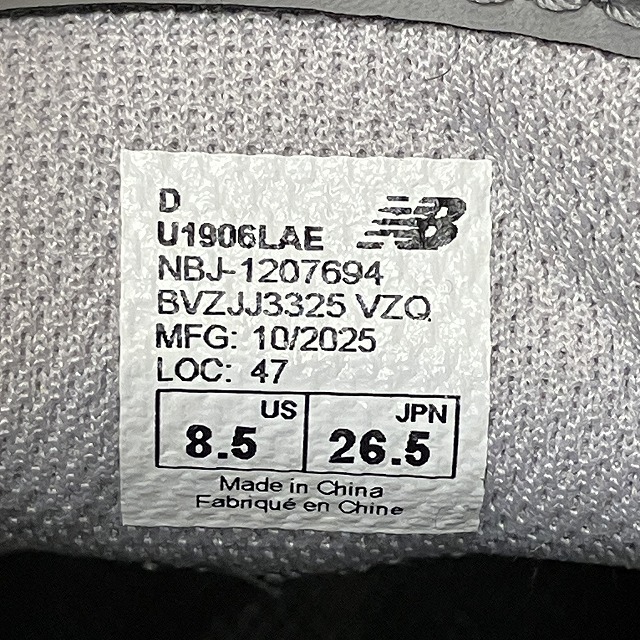 D
U1906LAE
NBJ-1207694
BVZJJ3325 VZQ
MFG: 10/2025
LOC: 47
US JPN
8.5 26.5
Made in China
Fabriqué en Chine